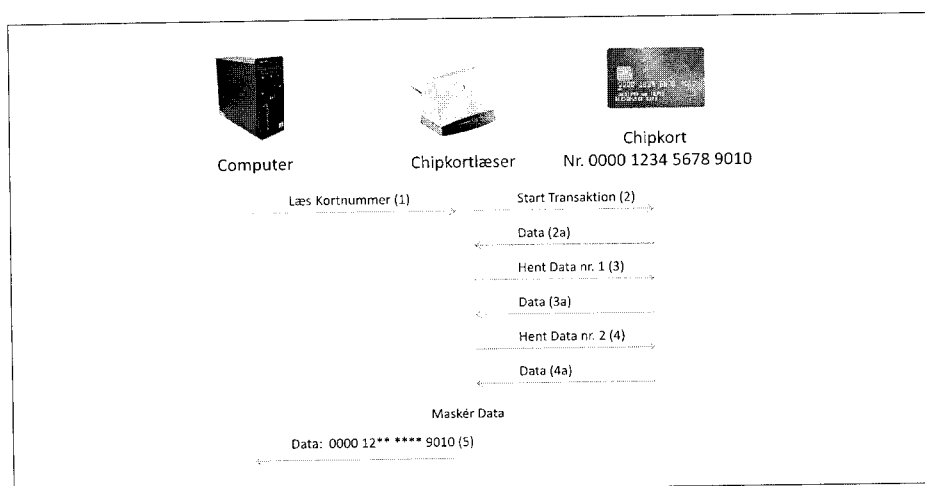 Computer
Chipkortlæser
Chipkort
Nr. 0000 1234 5678 9010
Læs Kortnummer (1)
Start Transaktion (2)
Data (2a)
Hent Data nr. 1 (3)
Data (3a)
Hent Data nr. 2 (4)
Data (4a)
Maskér Data
Data: 0000 12** **** 9010 (5)